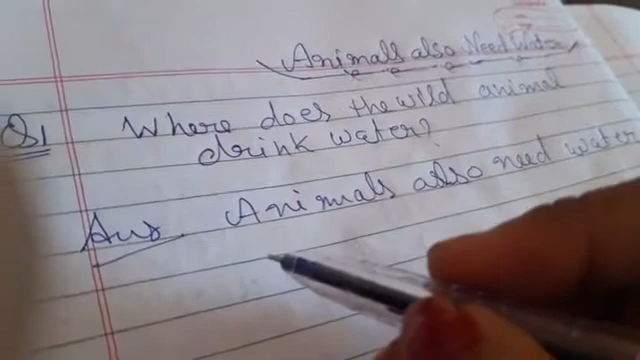 Animals also Need Water
Q1 Where does the wild animal
drink water?
Ans Animals also need water